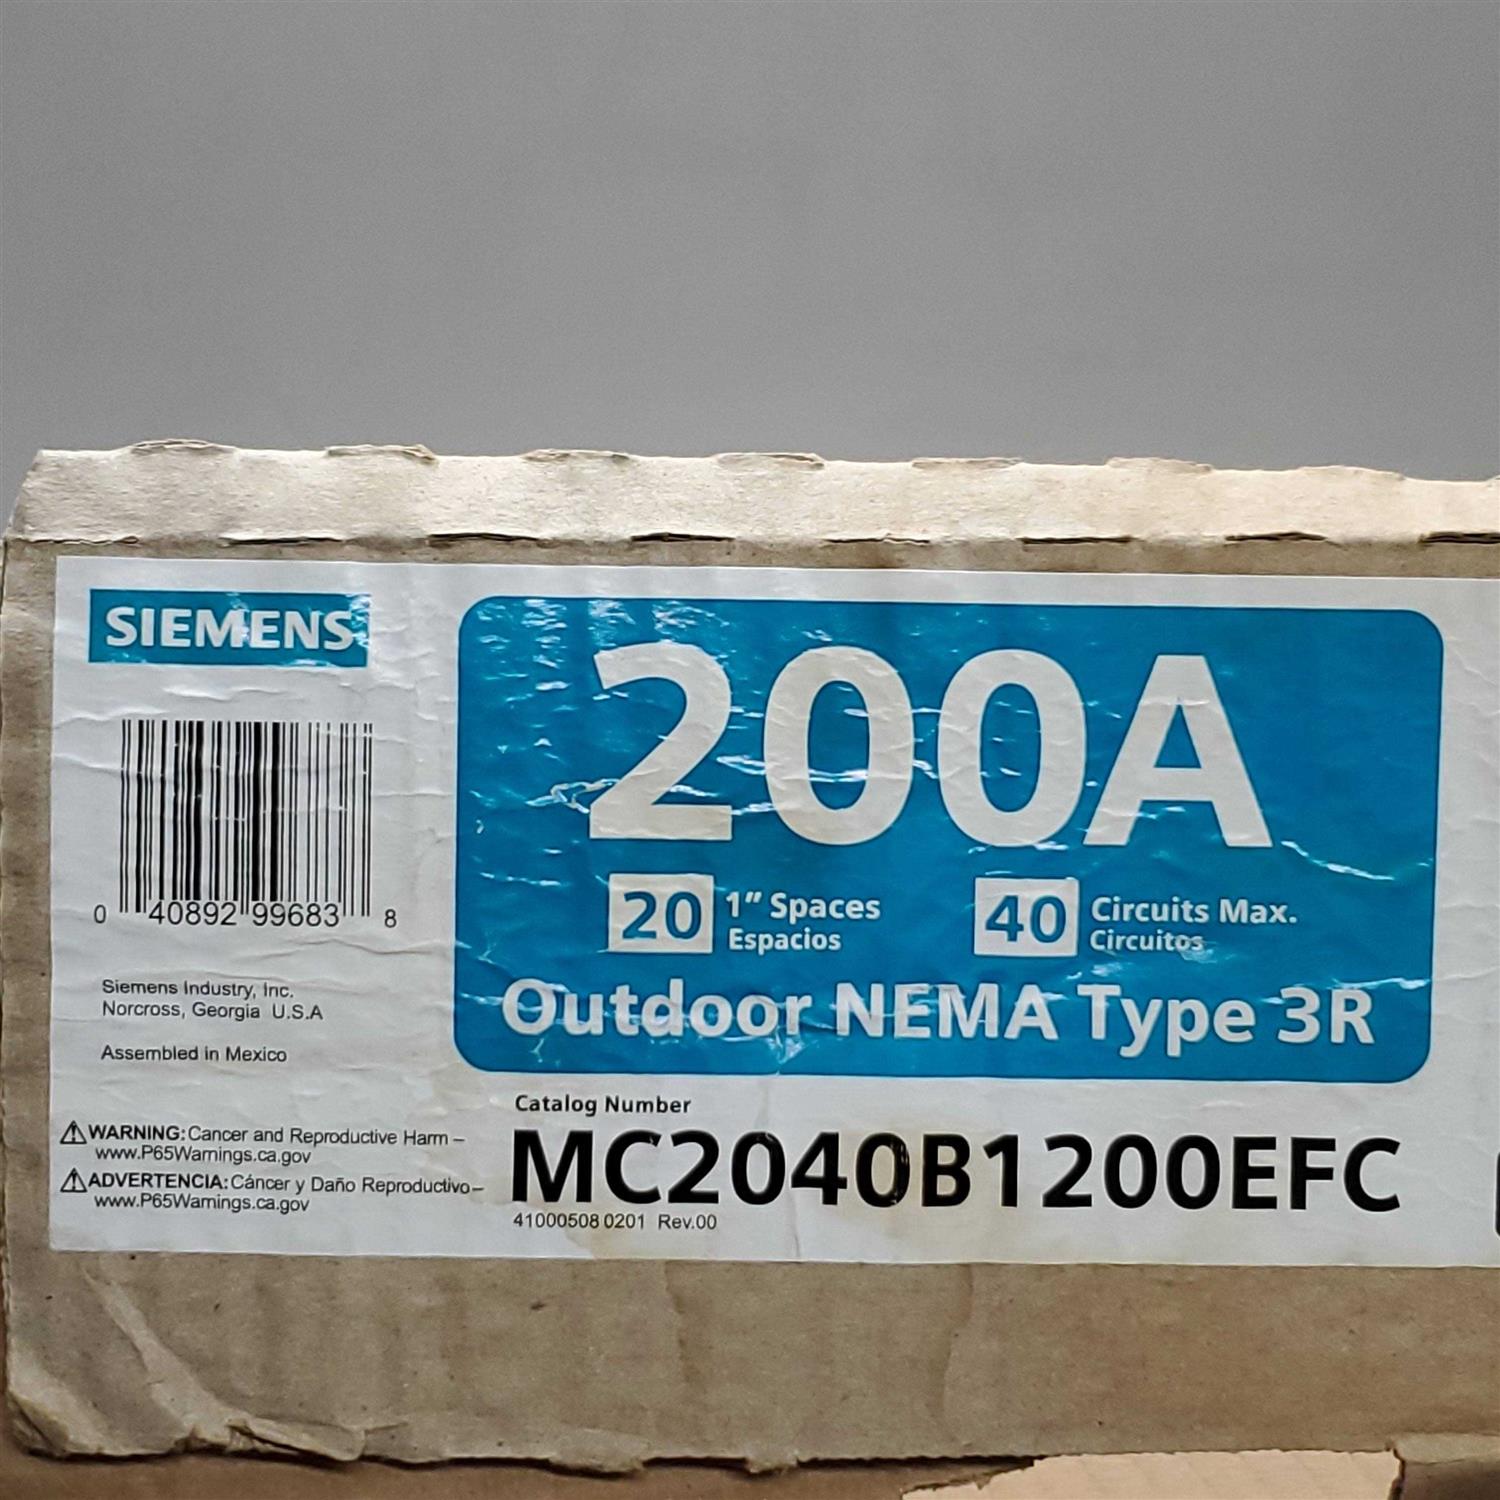 SIEMENS
0 40892 99683 8
Siemens Industry, Inc.
Norcross, Georgia U.S.A
Assembled in Mexico
⚠WARNING: Cancer and Reproductive Harm –
www.P65Warnings.ca.gov
⚠ADVERTENCIA: Cáncer y Daño Reproductivo–
www.P65Warnings.ca.gov
200A
20 1" Spaces
Espacios
40 Circuits Max.
Circuitos
Outdoor NEMA Type 3R
Catalog Number
MC2040B1200EFC
41000508 0201 Rev.00